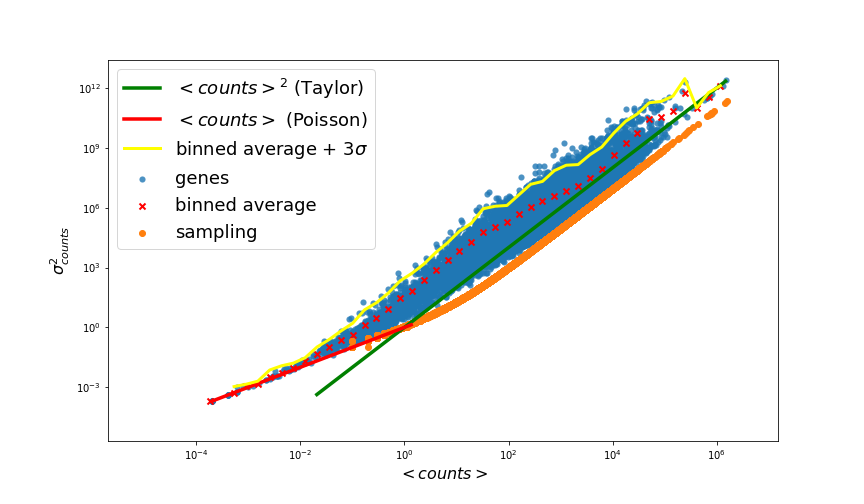 <counts>² (Taylor)
<counts> (Poisson)
binned average + 3σ
genes
binned average
sampling
σ²counts
10¹²
10⁹
10⁶
10³
10⁰
10⁻³
10⁻⁴ 10⁻² 10⁰ 10² 10⁴ 10⁶
<counts>